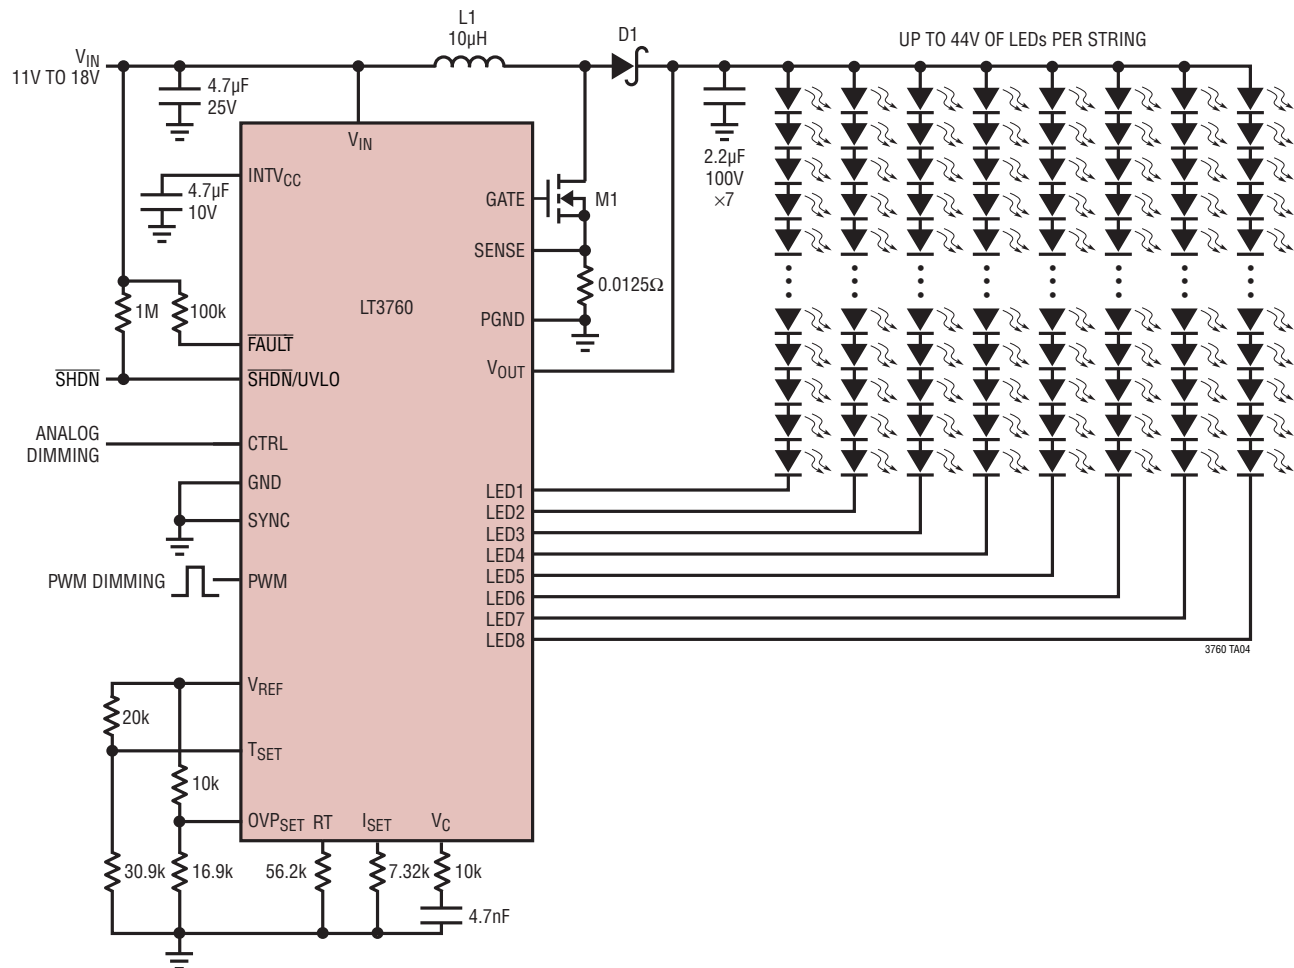 L1
10µH
D1
UP TO 44V OF LEDs PER STRING
VIN
11V TO 18V
4.7µF
25V
VIN
2.2µF
100V
×7
INTVCC
4.7µF
10V
GATE
M1
SENSE
0.0125Ω
LT3760
1M
100k
PGND
FAULT
VOUT
SHDN
SHDN/UVLO
ANALOG
DIMMING
CTRL
GND
LED1
LED2
SYNC
LED3
LED4
PWM DIMMING
PWM
LED5
LED6
LED7
LED8
3760 TA04
VREF
20k
TSET
10k
OVPSET
RT
ISET
VC
30.9k
16.9k
56.2k
7.32k
10k
4.7nF